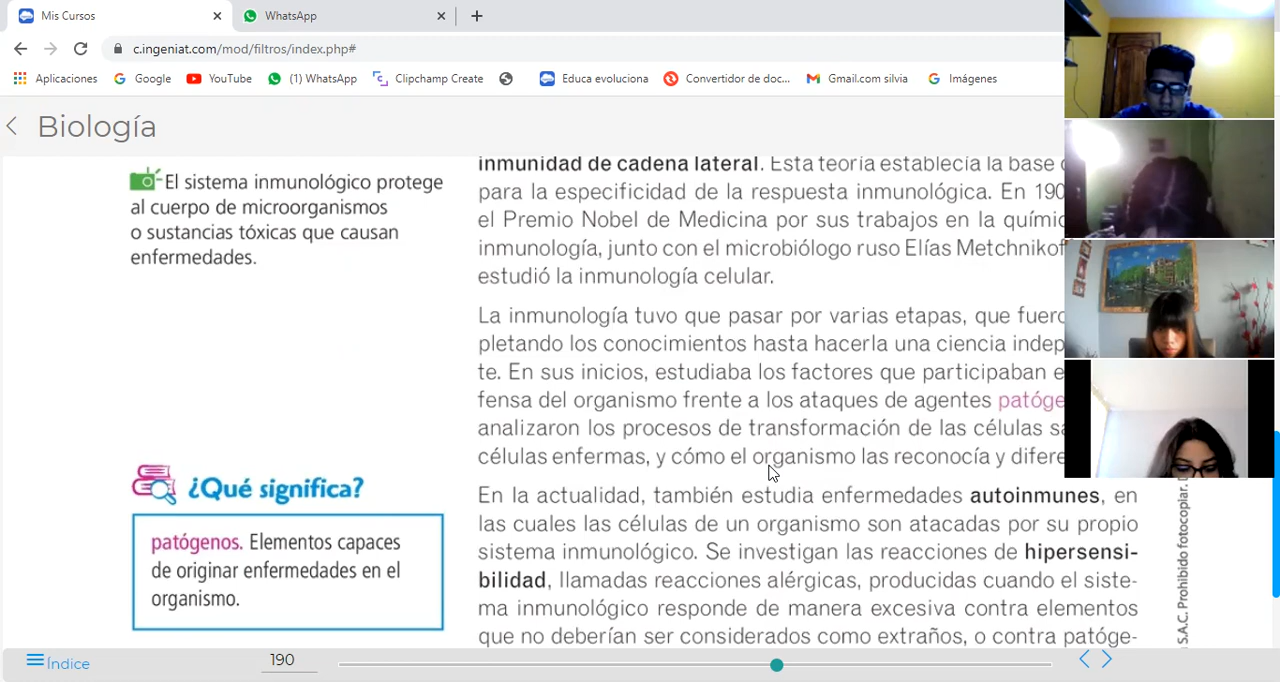 Mis Cursos
WhatsApp
c.ingeniat.com/mod/filtros/index.php#
Aplicaciones
Google
YouTube
(1) WhatsApp
Clipchamp Create
Educa evoluciona
Convertidor de doc...
Gmail.com silvia
Imágenes
Biología
El sistema inmunológico protege
al cuerpo de microorganismos
o sustancias tóxicas que causan
enfermedades.
¿Qué significa?
patógenos. Elementos capaces
de originar enfermedades en el
organismo.
inmunidad de cadena lateral. Esta teoría establecía la base
para la especificidad de la respuesta inmunológica. En 190
el Premio Nobel de Medicina por sus trabajos en la quími
inmunología, junto con el microbiólogo ruso Elías Metchnikof
estudió la inmunología celular.
La inmunología tuvo que pasar por varias etapas, que fuero
pletando los conocimientos hasta hacerla una ciencia indep
te. En sus inicios, estudiaba los factores que participaban e
fensa del organismo frente a los ataques de agentes patóge
analizaron los procesos de transformación de las células sa
células enfermas, y cómo el organismo las reconocía y difere
En la actualidad, también estudia enfermedades autoinmunes, en
las cuales las células de un organismo son atacadas por su propio
sistema inmunológico. Se investigan las reacciones de hipersensi-
bilidad, llamadas reacciones alérgicas, producidas cuando el siste-
ma inmunológico responde de manera excesiva contra elementos
que no deberían ser considerados como extraños, o contra patóge-
S.A.C. Prohibido fotocopiar.
Índice
190